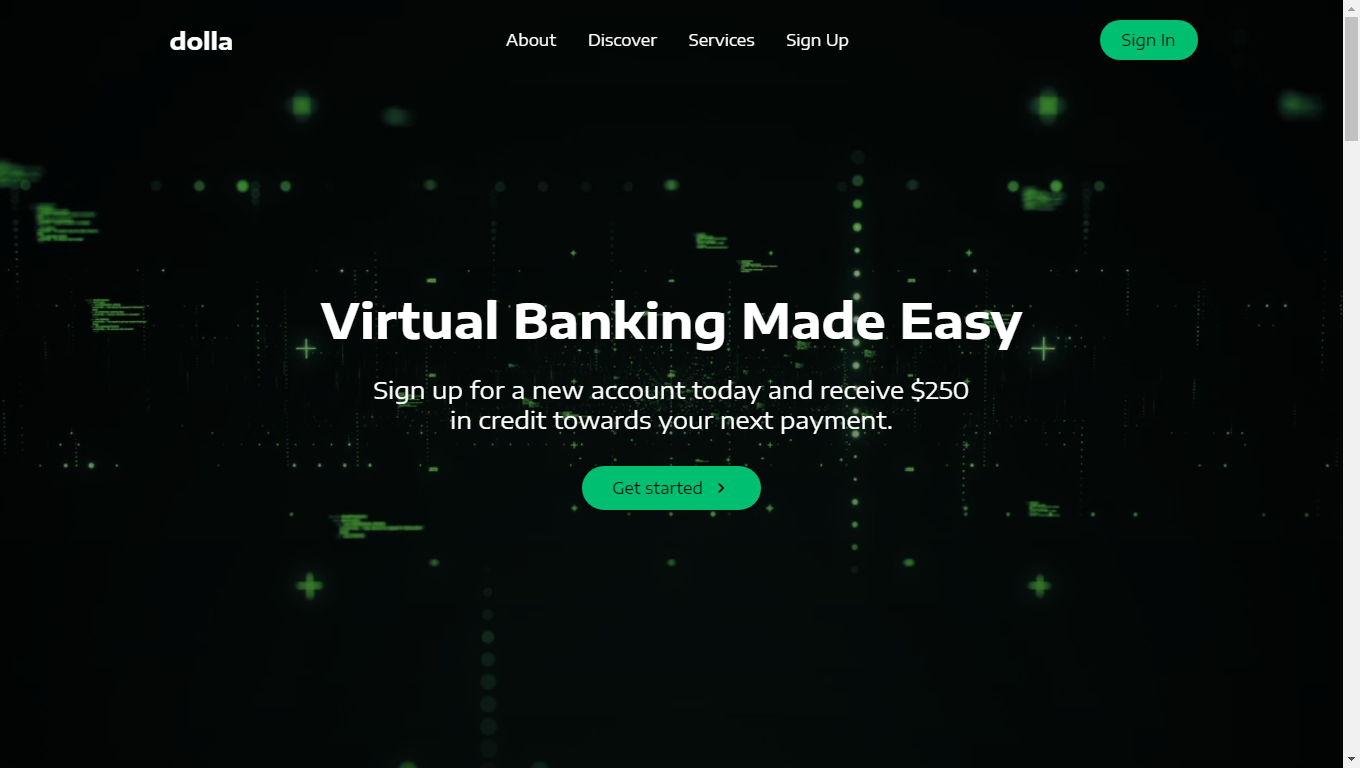 dolla
About
Discover
Services
Sign Up
Sign In
Virtual Banking Made Easy
Sign up for a new account today and receive $250
in credit towards your next payment.
Get started